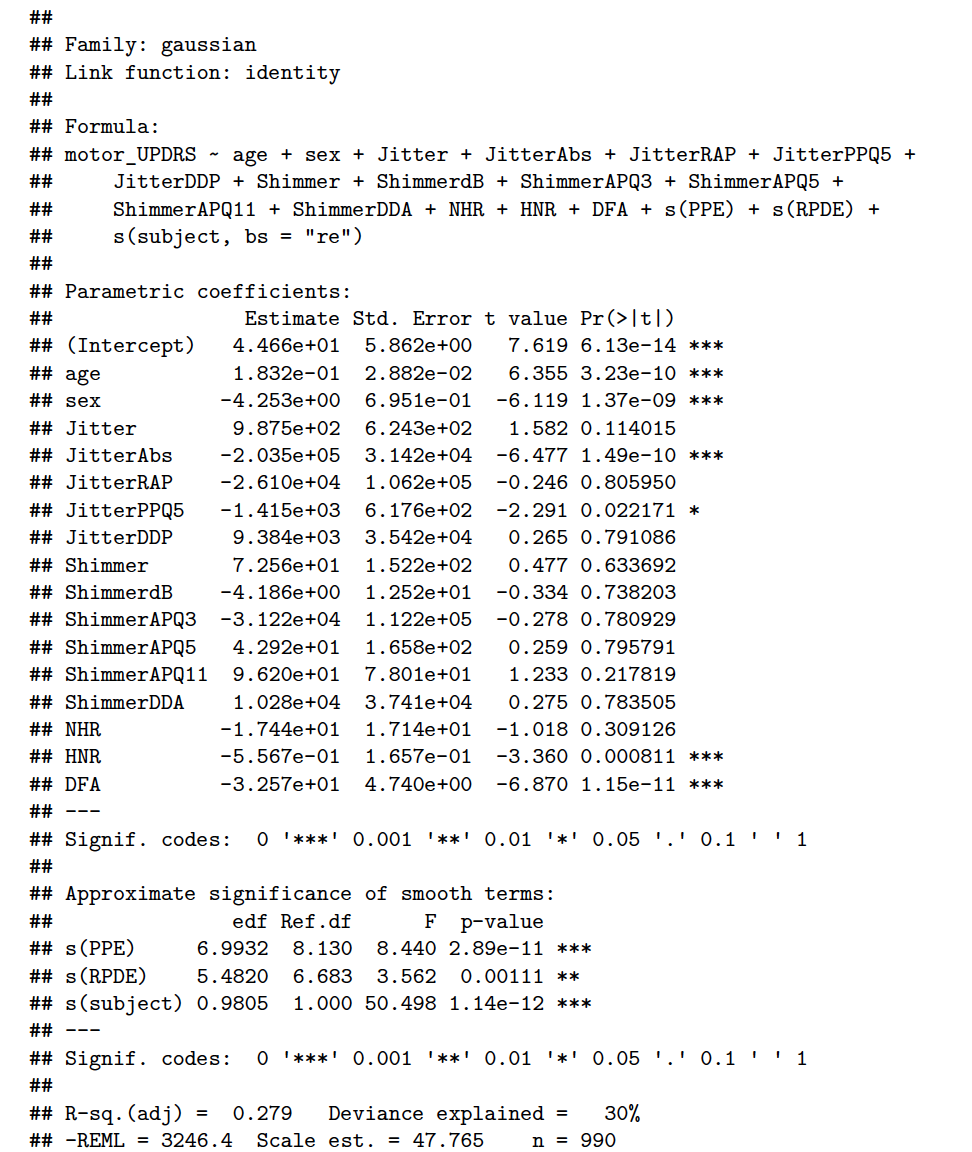 ##
## Family: gaussian
## Link function: identity
##
## Formula:
## motor_UPDRS ~ age + sex + Jitter + JitterAbs + JitterRAP + JitterPPQ5 +
##     JitterDDP + Shimmer + ShimmerdB + ShimmerAPQ3 + ShimmerAPQ5 +
##     ShimmerAPQ11 + ShimmerDDA + NHR + HNR + DFA + s(PPE) + s(RPDE) +
##     s(subject, bs = "re")
##
## Parametric coefficients:
##                Estimate Std. Error t value Pr(>|t|)
## (Intercept)   4.466e+01  5.862e+00   7.619 6.13e-14 ***
## age           1.832e-01  2.882e-02   6.355 3.23e-10 ***
## sex          -4.253e+00  6.951e-01  -6.119 1.37e-09 ***
## Jitter        9.875e+02  6.243e+02   1.582 0.114015
## JitterAbs    -2.035e+05  3.142e+04  -6.477 1.49e-10 ***
## JitterRAP    -2.610e+04  1.062e+05  -0.246 0.805950
## JitterPPQ5   -1.415e+03  6.176e+02  -2.291 0.022171 *
## JitterDDP     9.384e+03  3.542e+04   0.265 0.791086
## Shimmer       7.256e+01  1.522e+02   0.477 0.633692
## ShimmerdB    -4.186e+00  1.252e+01  -0.334 0.738203
## ShimmerAPQ3  -3.122e+04  1.122e+05  -0.278 0.780929
## ShimmerAPQ5   4.292e+01  1.658e+02   0.259 0.795791
## ShimmerAPQ11  9.620e+01  7.801e+01   1.233 0.217819
## ShimmerDDA    1.028e+04  3.741e+04   0.275 0.783505
## NHR          -1.744e+01  1.714e+01  -1.018 0.309126
## HNR          -5.567e-01  1.657e-01  -3.360 0.000811 ***
## DFA          -3.257e+01  4.740e+00  -6.870 1.15e-11 ***
## ---
## Signif. codes:  0 '***' 0.001 '**' 0.01 '*' 0.05 '.' 0.1 ' ' 1
##
## Approximate significance of smooth terms:
##               edf Ref.df      F  p-value
## s(PPE)     6.9932  8.130  8.440 2.89e-11 ***
## s(RPDE)    5.4820  6.683  3.562  0.00111 **
## s(subject) 0.9805  1.000 50.498 1.14e-12 ***
## ---
## Signif. codes:  0 '***' 0.001 '**' 0.01 '*' 0.05 '.' 0.1 ' ' 1
##
## R-sq.(adj) =  0.279   Deviance explained =   30%
## -REML = 3246.4  Scale est. = 47.765    n = 990